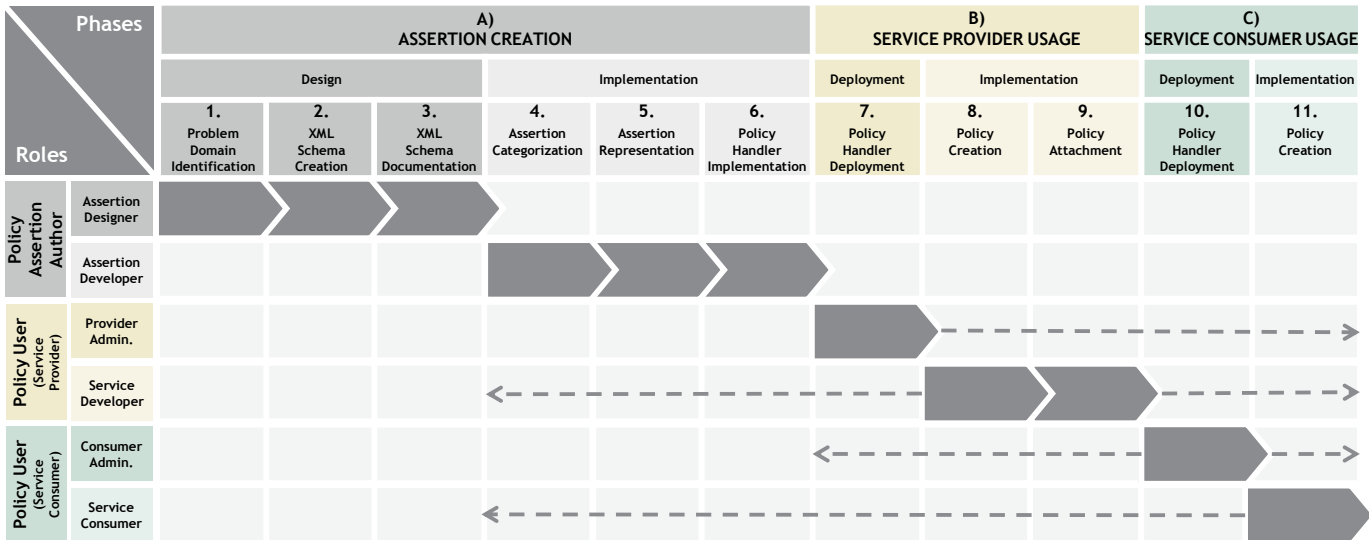 Phases
Roles
A)
ASSERTION CREATION
B)
SERVICE PROVIDER USAGE
C)
SERVICE CONSUMER USAGE
Design
Implementation
Deployment
Implementation
Deployment
Implementation
1.
Problem
Domain
Identification
2.
XML
Schema
Creation
3.
XML
Schema
Documentation
4.
Assertion
Categorization
5.
Assertion
Representation
6.
Policy
Handler
Implementation
7.
Policy
Handler
Deployment
8.
Policy
Creation
9.
Policy
Attachment
10.
Policy
Handler
Deployment
11.
Policy
Creation
Policy
Assertion
Author
Assertion
Designer
Assertion
Developer
Policy User
(Service
Provider)
Provider
Admin.
Service
Developer
Policy User
(Service
Consumer)
Consumer
Admin.
Service
Consumer